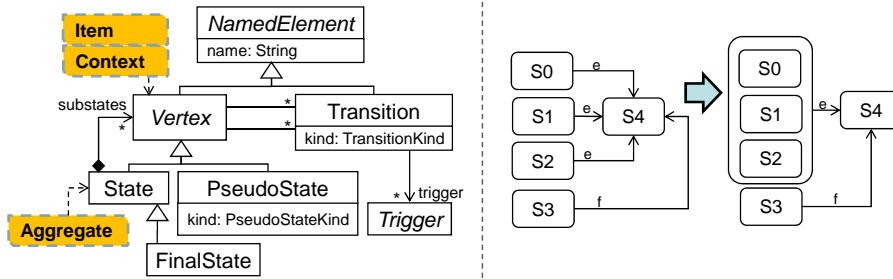 Item
Context
NamedElement
name: String
substates
*
Vertex
*
*
Transition
kind: TransitionKind
State
PseudoState
kind: PseudoStateKind
trigger
*
Trigger
Aggregate
FinalState
S0
e
S1
e
S4
S2
e
S3
f
S0
S1
e
S4
S2
S3
f